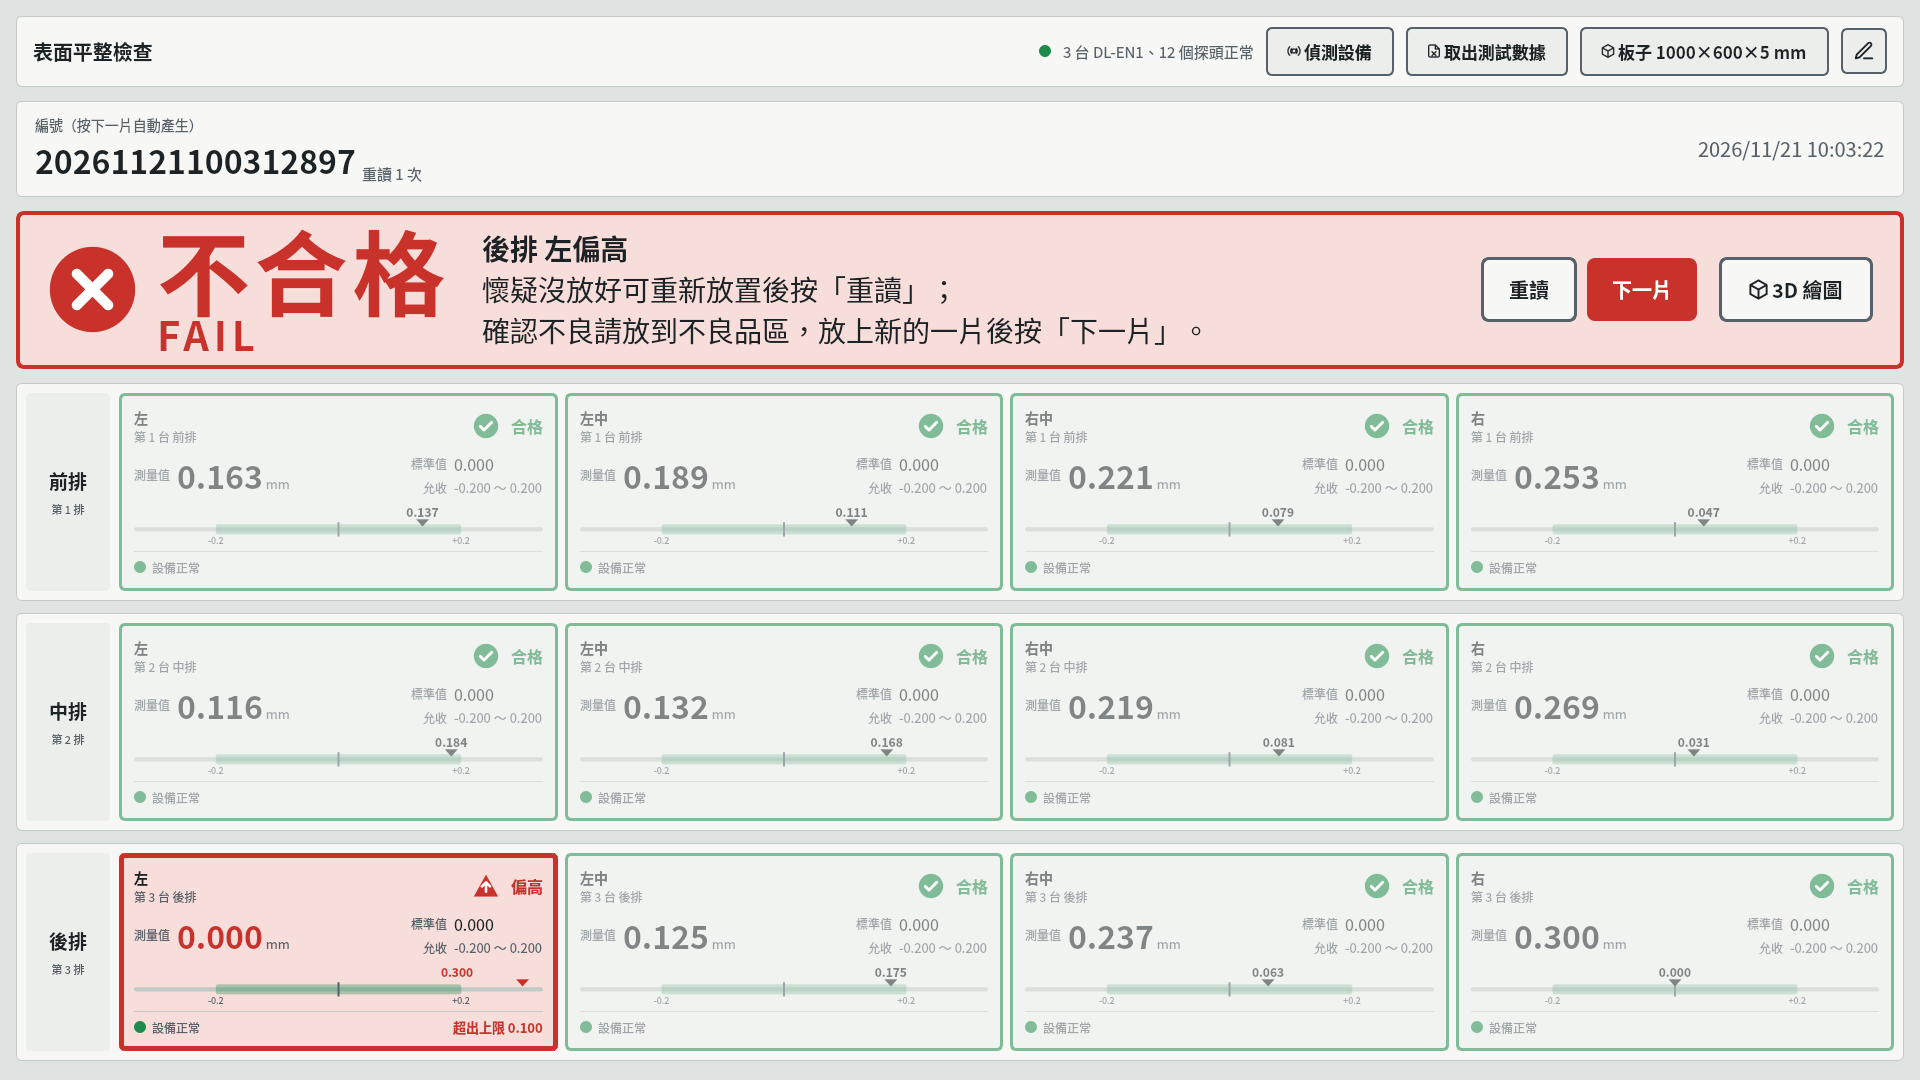 表面平整檢查
3 台 DL-EN1、12 個探頭正常
偵測設備
取出測試數據
板子 1000×600×5 mm
編號（按下一片自動產生）
20261121100312897 重讀 1 次
2026/11/21 10:03:22
不合格
FAIL
後排 左偏高
懷疑沒放好可重新放置後按「重讀」；
確認不良請放到不良品區，放上新的一片後按「下一片」。
重讀
下一片
3D 繪圖
前排
第 1 排
左
第 1 台 前排
合格
測量值 0.163 mm
標準值 0.000
允收 -0.200 ～ 0.200
0.137
-0.2
+0.2
設備正常
左中
第 1 台 前排
合格
測量值 0.189 mm
標準值 0.000
允收 -0.200 ～ 0.200
0.111
-0.2
+0.2
設備正常
右中
第 1 台 前排
合格
測量值 0.221 mm
標準值 0.000
允收 -0.200 ～ 0.200
0.079
-0.2
+0.2
設備正常
右
第 1 台 前排
合格
測量值 0.253 mm
標準值 0.000
允收 -0.200 ～ 0.200
0.047
-0.2
+0.2
設備正常
中排
第 2 排
左
第 2 台 中排
合格
測量值 0.116 mm
標準值 0.000
允收 -0.200 ～ 0.200
0.184
-0.2
+0.2
設備正常
左中
第 2 台 中排
合格
測量值 0.132 mm
標準值 0.000
允收 -0.200 ～ 0.200
0.168
-0.2
+0.2
設備正常
右中
第 2 台 中排
合格
測量值 0.219 mm
標準值 0.000
允收 -0.200 ～ 0.200
0.081
-0.2
+0.2
設備正常
右
第 2 台 中排
合格
測量值 0.269 mm
標準值 0.000
允收 -0.200 ～ 0.200
0.031
-0.2
+0.2
設備正常
後排
第 3 排
左
第 3 台 後排
偏高
測量值 0.000 mm
標準值 0.000
允收 -0.200 ～ 0.200
0.300
-0.2
+0.2
設備正常
超出上限 0.100
左中
第 3 台 後排
合格
測量值 0.125 mm
標準值 0.000
允收 -0.200 ～ 0.200
0.175
-0.2
+0.2
設備正常
右中
第 3 台 後排
合格
測量值 0.237 mm
標準值 0.000
允收 -0.200 ～ 0.200
0.063
-0.2
+0.2
設備正常
右
第 3 台 後排
合格
測量值 0.300 mm
標準值 0.000
允收 -0.200 ～ 0.200
0.000
-0.2
+0.2
設備正常